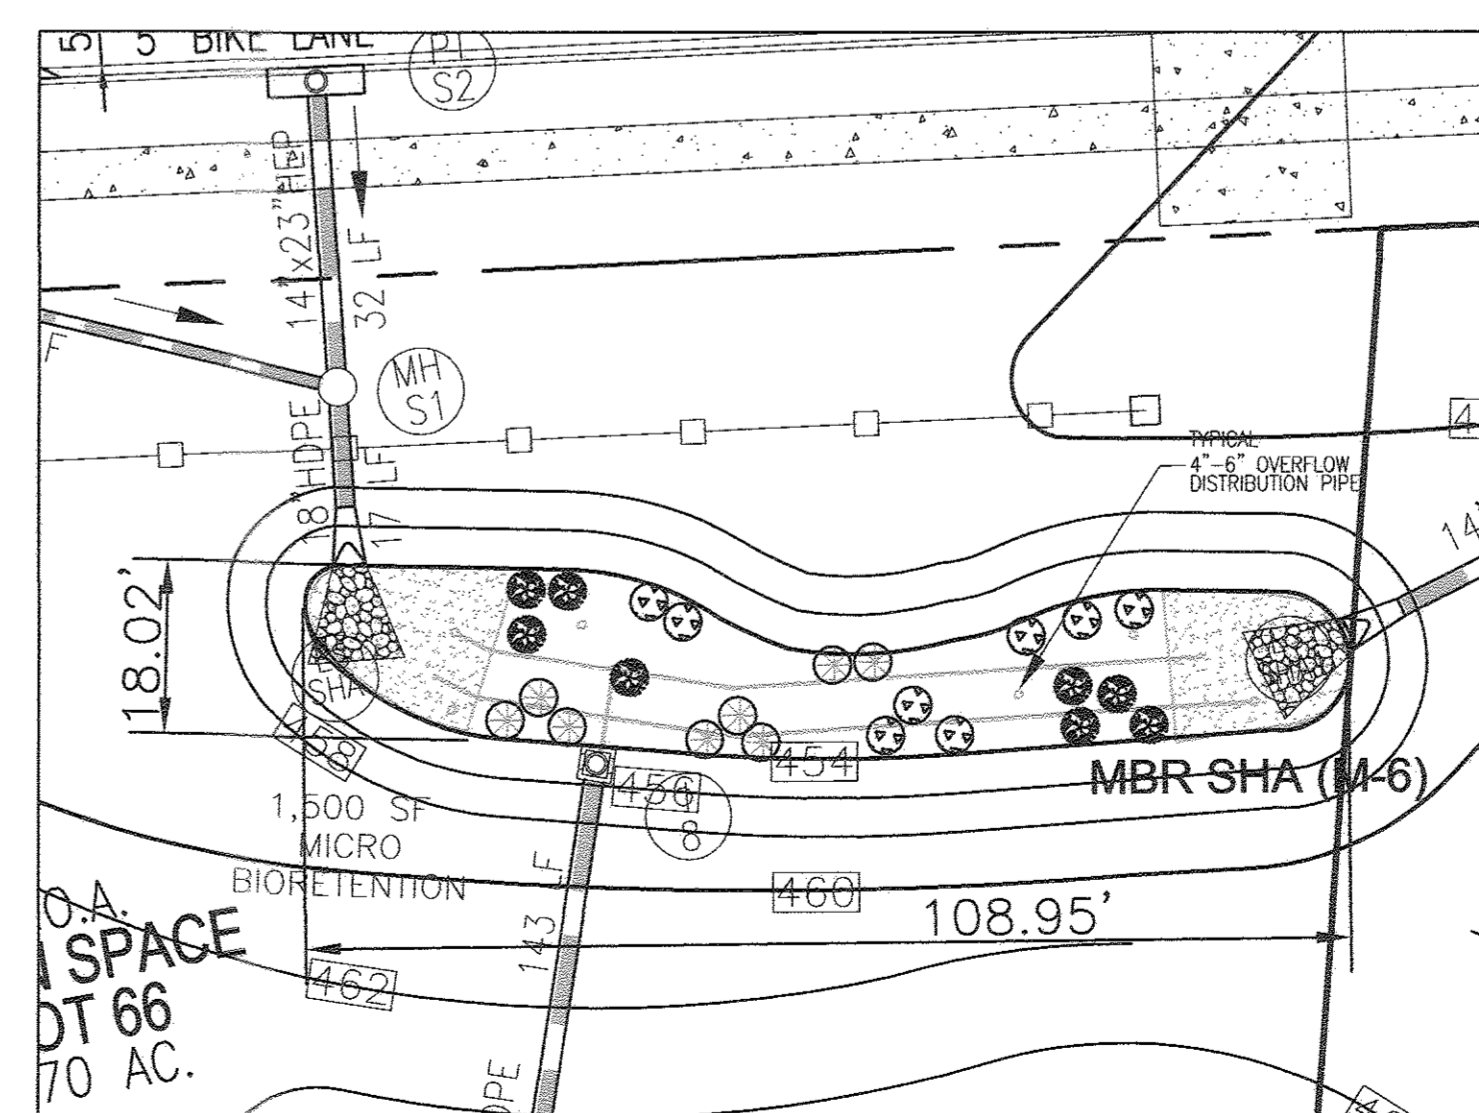 5' BIKE LANE
S2
14"x23"HEP
32 LF
MH
S1
18"HDPE
17 LF
TYPICAL
4"-6" OVERFLOW
DISTRIBUTION PIPE
14"
18.02'
SHA
454
456
8
MBR SHA (M-6)
1,500 SF
MICRO
BIORETENTION
460
143 LF
108.95'
462
O.A.
SPACE
66
70 AC.